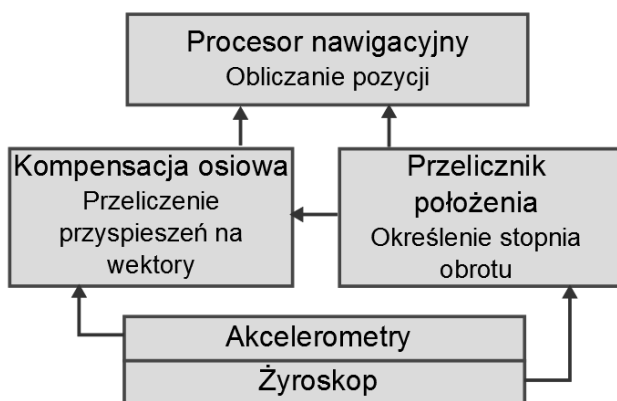 Procesor nawigacyjny
Obliczanie pozycji
Kompensacja osiowa
Przeliczenie
przyspieszeń na
wektory
Przelicznik
położenia
Określenie stopnia
obrotu
Akcelerometry
Żyroskop